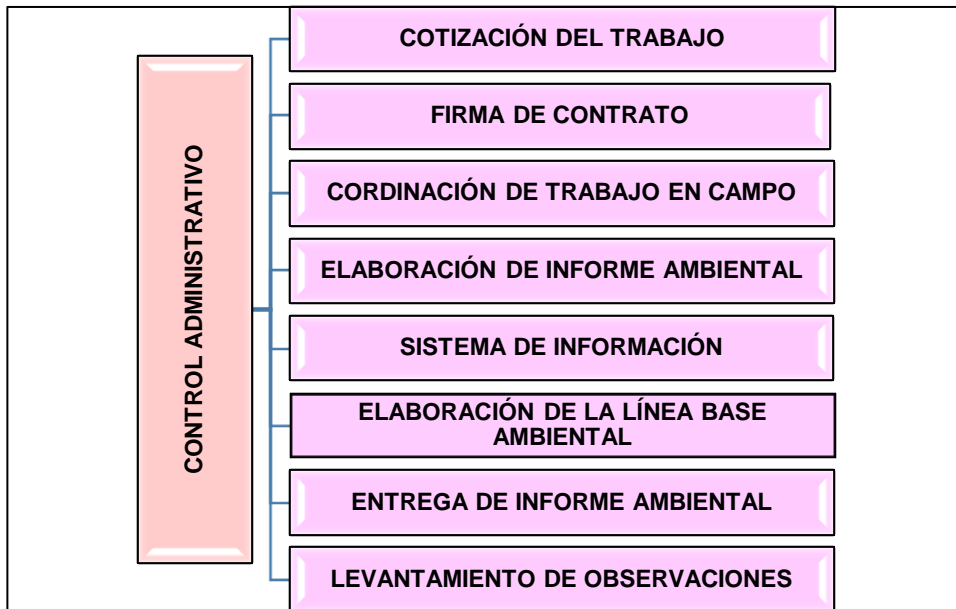 CONTROL ADMINISTRATIVO
COTIZACIÓN DEL TRABAJO
FIRMA DE CONTRATO
CORDINACIÓN DE TRABAJO EN CAMPO
ELABORACIÓN DE INFORME AMBIENTAL
SISTEMA DE INFORMACIÓN
ELABORACIÓN DE LA LÍNEA BASE
AMBIENTAL
ENTREGA DE INFORME AMBIENTAL
LEVANTAMIENTO DE OBSERVACIONES